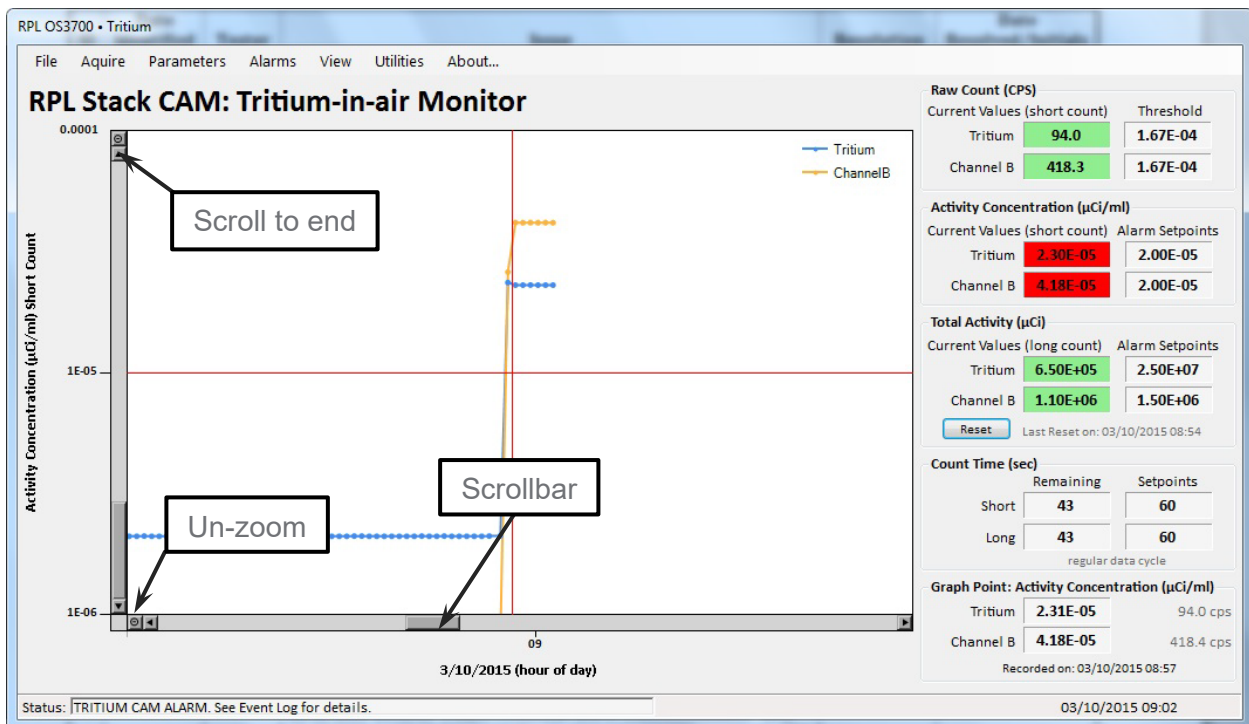 RPL OS3700 • Tritium
File Aquire Parameters Alarms View Utilities About...
RPL Stack CAM: Tritium-in-air Monitor
0.0001
1E-05
1E-06
Activity Concentration (µCi/ml) Short Count
Tritium
ChannelB
Scroll to end
Scrollbar
Un-zoom
09
3/10/2015 (hour of day)
Raw Count (CPS)
Current Values (short count) Threshold
Tritium 94.0 1.67E-04
Channel B 418.3 1.67E-04
Activity Concentration (µCi/ml)
Current Values (short count) Alarm Setpoints
Tritium 2.30E-05 2.00E-05
Channel B 4.18E-05 2.00E-05
Total Activity (µCi)
Current Values (long count) Alarm Setpoints
Tritium 6.50E+05 2.50E+07
Channel B 1.10E+06 1.50E+06
Reset Last Reset on: 03/10/2015 08:54
Count Time (sec)
Remaining Setpoints
Short 43 60
Long 43 60
regular data cycle
Graph Point: Activity Concentration (µCi/ml)
Tritium 2.31E-05 94.0 cps
Channel B 4.18E-05 418.4 cps
Recorded on: 03/10/2015 08:57
Status: TRITIUM CAM ALARM. See Event Log for details. 03/10/2015 09:02